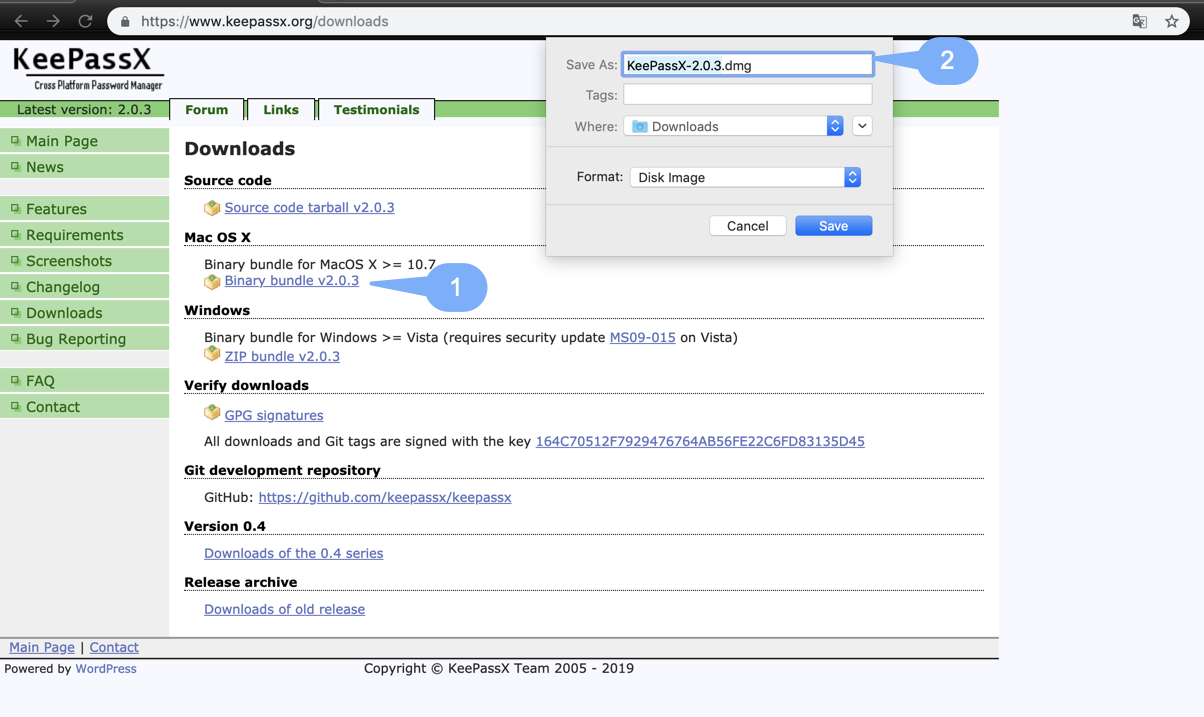 https://www.keepassx.org/downloads
KeePassX
Cross Platform Password Manager
Latest version: 2.0.3
Forum
Links
Testimonials
Main Page
News
Features
Requirements
Screenshots
Changelog
Downloads
Bug Reporting
FAQ
Contact
Downloads
Source code
Source code tarball v2.0.3
Mac OS X
Binary bundle for MacOS X >= 10.7
Binary bundle v2.0.3
1
Windows
Binary bundle for Windows >= Vista (requires security update MS09-015 on Vista)
ZIP bundle v2.0.3
Verify downloads
GPG signatures
All downloads and Git tags are signed with the key 164C70512F7929476764AB56FE22C6FD83135D45
Git development repository
GitHub: https://github.com/keepassx/keepassx
Version 0.4
Downloads of the 0.4 series
Release archive
Downloads of old release
Save As: KeePassX-2.0.3.dmg
2
Tags:
Where: Downloads
Format: Disk Image
Cancel Save
Main Page | Contact
Powered by WordPress
Copyright © KeePassX Team 2005 - 2019